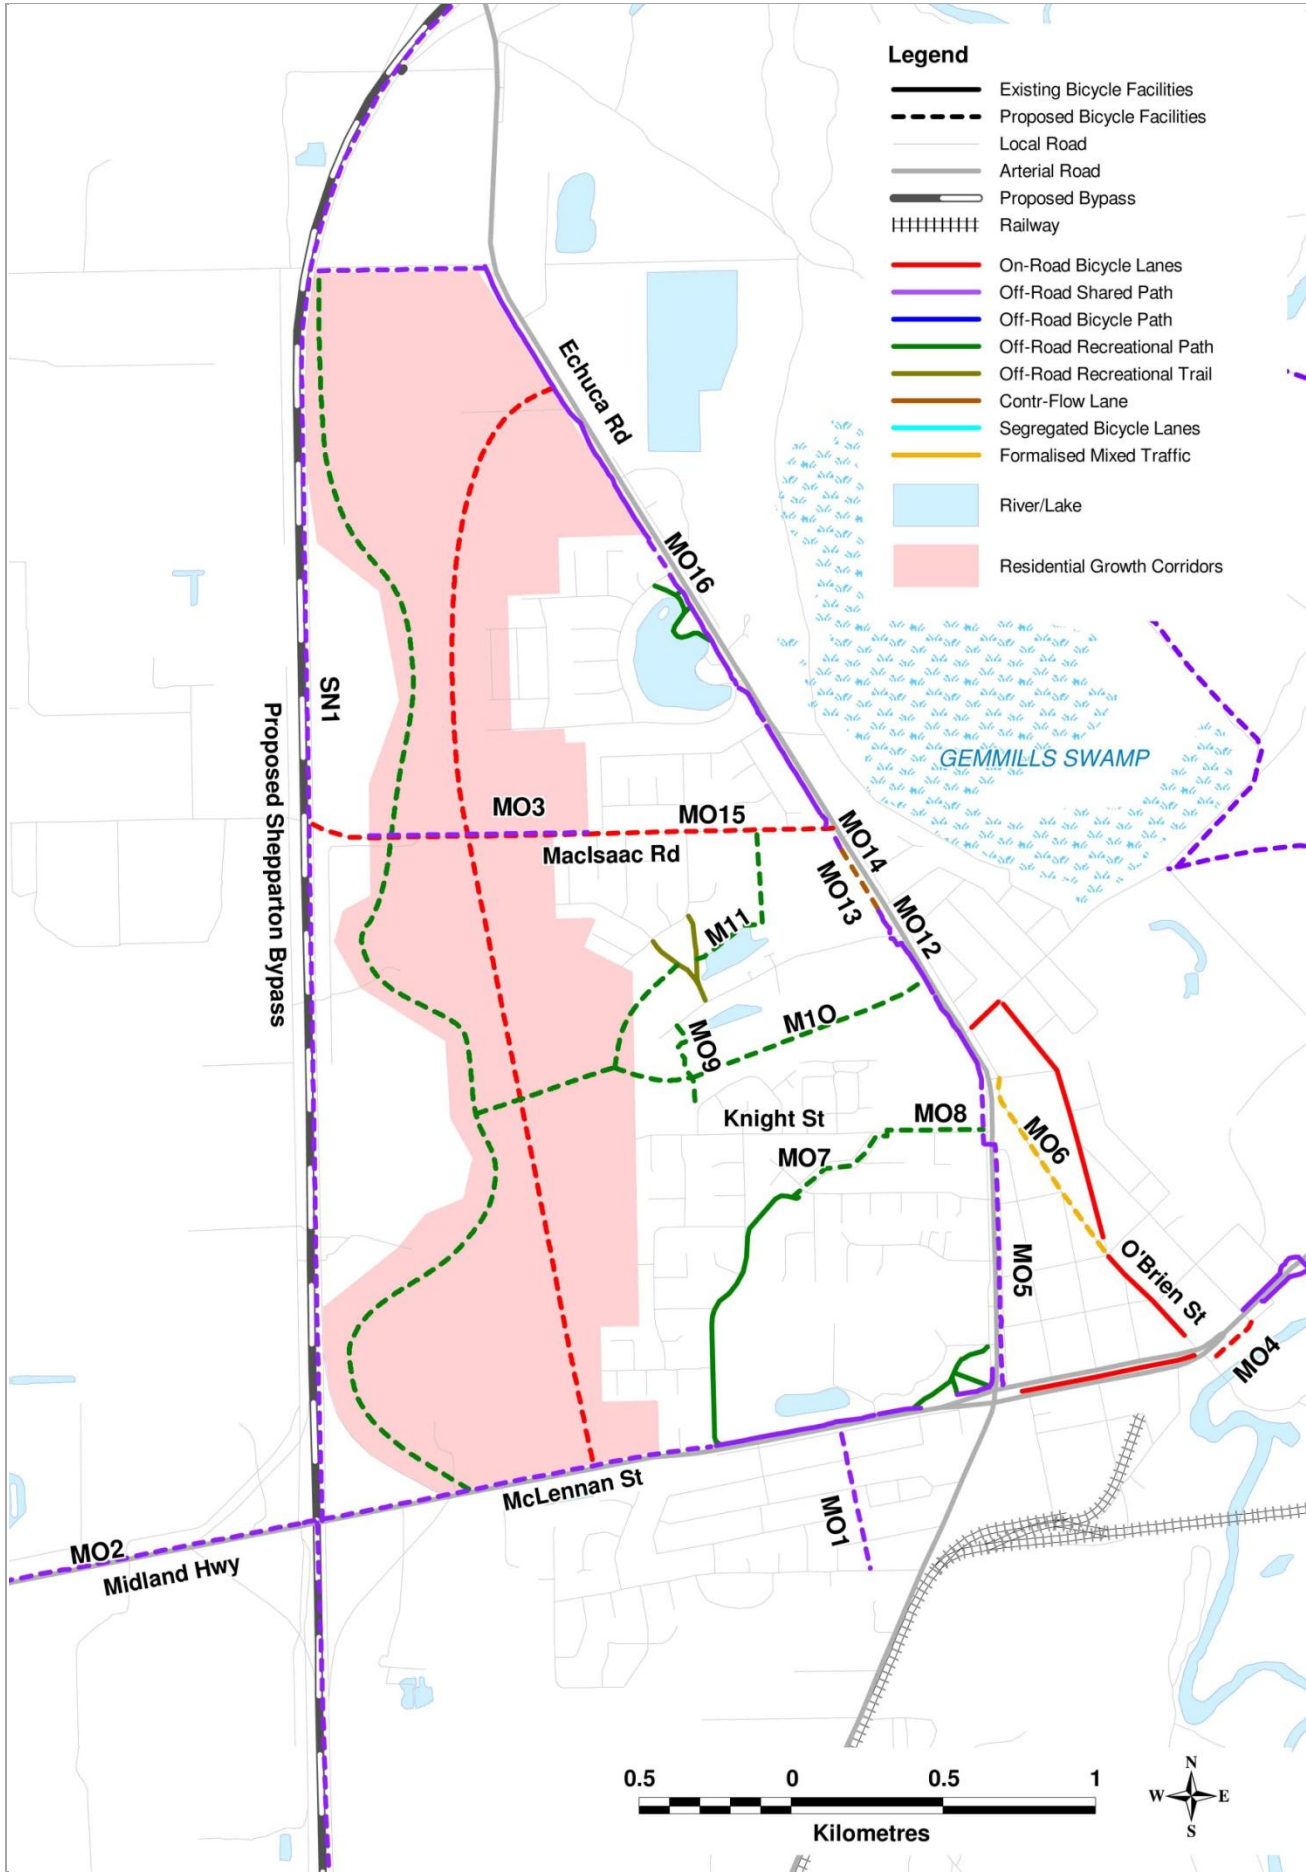 Legend
Existing Bicycle Facilities
Proposed Bicycle Facilities
Local Road
Arterial Road
Proposed Bypass
Railway
On-Road Bicycle Lanes
Off-Road Shared Path
Off-Road Bicycle Path
Off-Road Recreational Path
Off-Road Recreational Trail
Contr-Flow Lane
Segregated Bicycle Lanes
Formalised Mixed Traffic
River/Lake
Residential Growth Corridors
Echuca Rd
MO16
SN1
Proposed Shepparton Bypass
GEMMILLS SWAMP
MO3
MO15
MacIsaac Rd
MO14
MO13
MO12
M11
M1O
MO9
Knight St
MO8
MO7
MO6
MO5
O'Brien St
MO4
McLennan St
MO1
MO2
Midland Hwy
0.5 0 0.5 1
Kilometres
N
W E
S